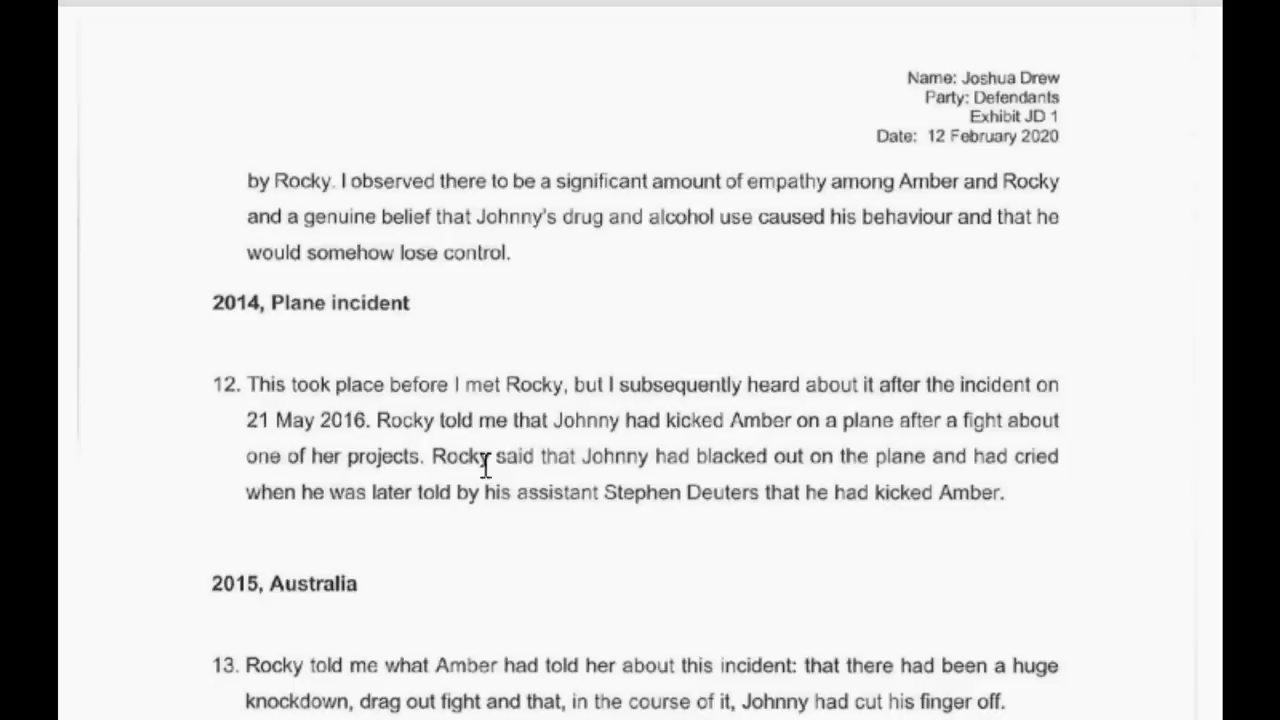 Name: Joshua Drew
Party: Defendants
Exhibit JD 1
Date: 12 February 2020
by Rocky. I observed there to be a significant amount of empathy among Amber and Rocky
and a genuine belief that Johnny's drug and alcohol use caused his behaviour and that he
would somehow lose control.
2014, Plane incident
12. This took place before I met Rocky, but I subsequently heard about it after the incident on
21 May 2016. Rocky told me that Johnny had kicked Amber on a plane after a fight about
one of her projects. Rocky said that Johnny had blacked out on the plane and had cried
when he was later told by his assistant Stephen Deuters that he had kicked Amber.
2015, Australia
13. Rocky told me what Amber had told her about this incident: that there had been a huge
knockdown, drag out fight and that, in the course of it, Johnny had cut his finger off.